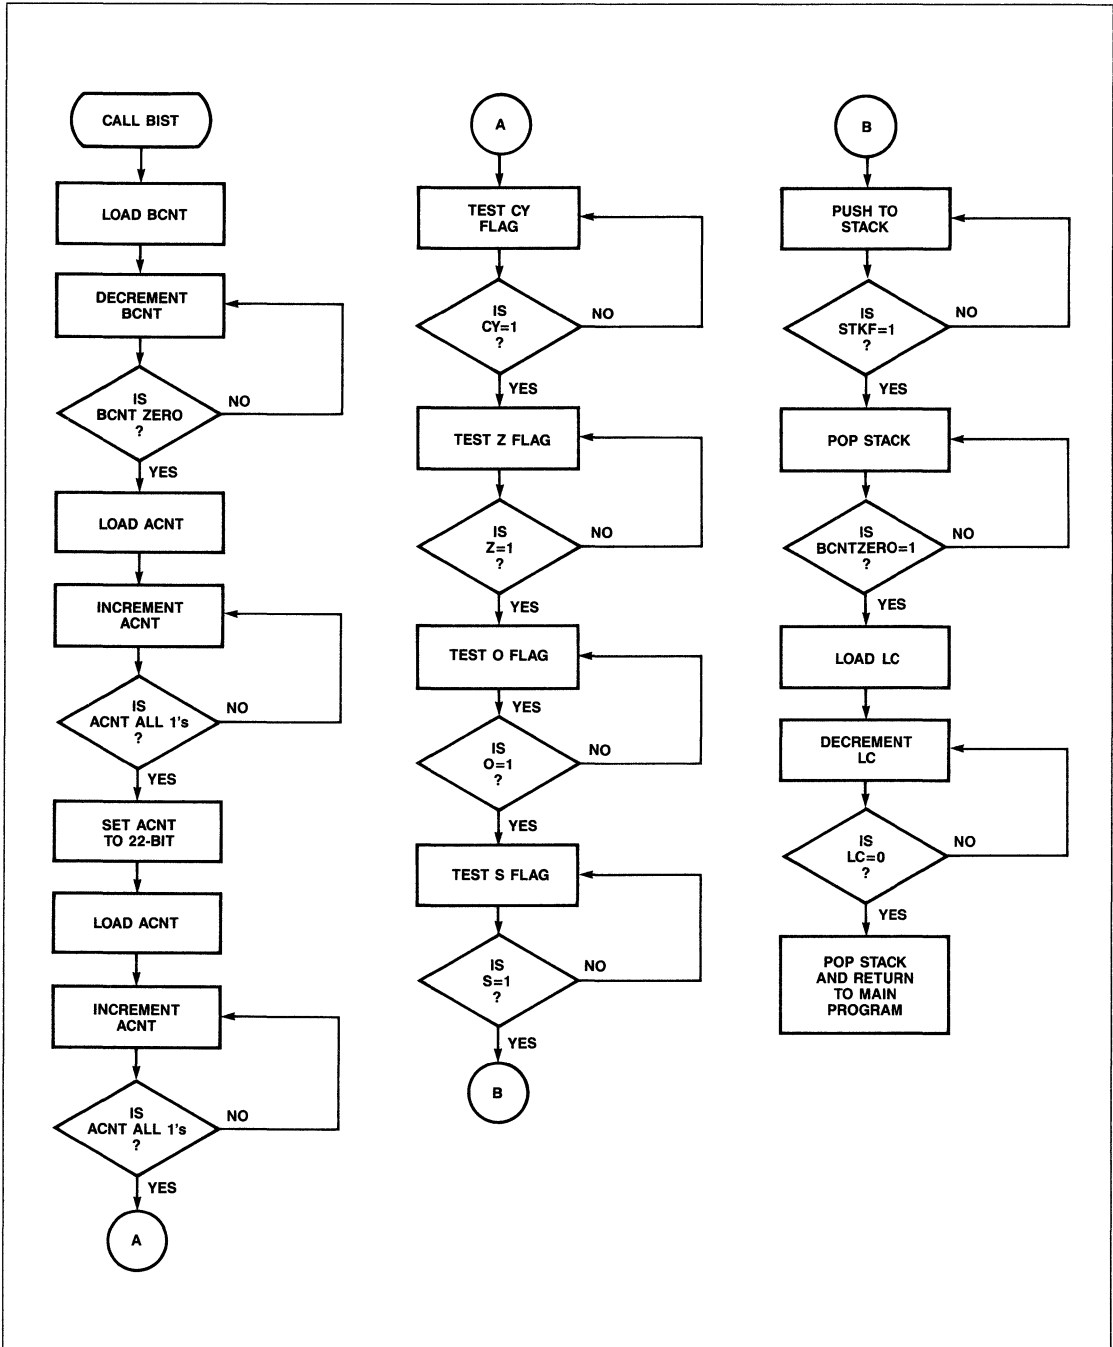 CALL BIST
LOAD BCNT
DECREMENT
BCNT
IS
BCNT ZERO
?
NO
YES
LOAD ACNT
INCREMENT
ACNT
IS
ACNT ALL 1's
?
NO
YES
SET ACNT
TO 22-BIT
LOAD ACNT
INCREMENT
ACNT
IS
ACNT ALL 1's
?
NO
YES
A
A
TEST CY
FLAG
IS
CY=1
?
NO
YES
TEST Z FLAG
IS
Z=1
?
NO
YES
TEST O FLAG
YES
IS
O=1
?
NO
YES
TEST S FLAG
IS
S=1
?
NO
YES
B
B
PUSH TO
STACK
IS
STKF=1
?
NO
YES
POP STACK
IS
BCNTZERO=1
?
NO
YES
LOAD LC
DECREMENT
LC
IS
LC=0
?
NO
YES
POP STACK
AND RETURN
TO MAIN
PROGRAM